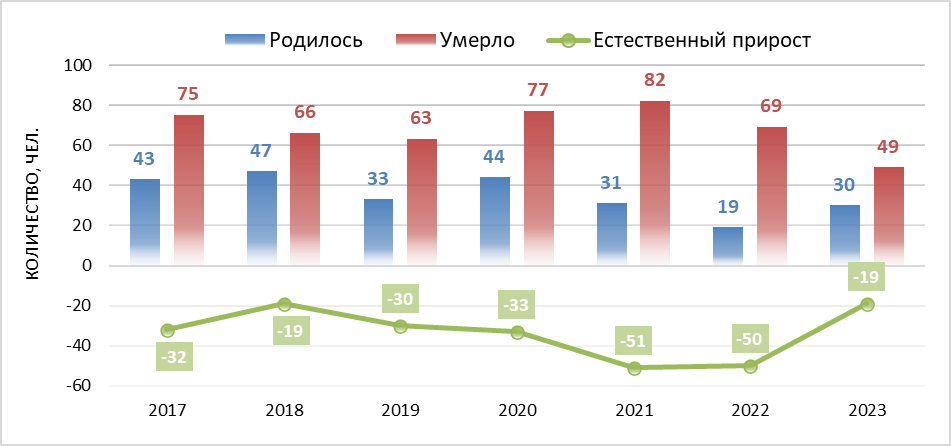 Родилось Умерло Естественный прирост
КОЛИЧЕСТВО, ЧЕЛ.
100
80
60
40
20
0
-20
-40
-60
75 66 63 77 82 69 49
43 47 33 44 31 19 30
-32 -19 -30 -33 -51 -50 -19
2017 2018 2019 2020 2021 2022 2023